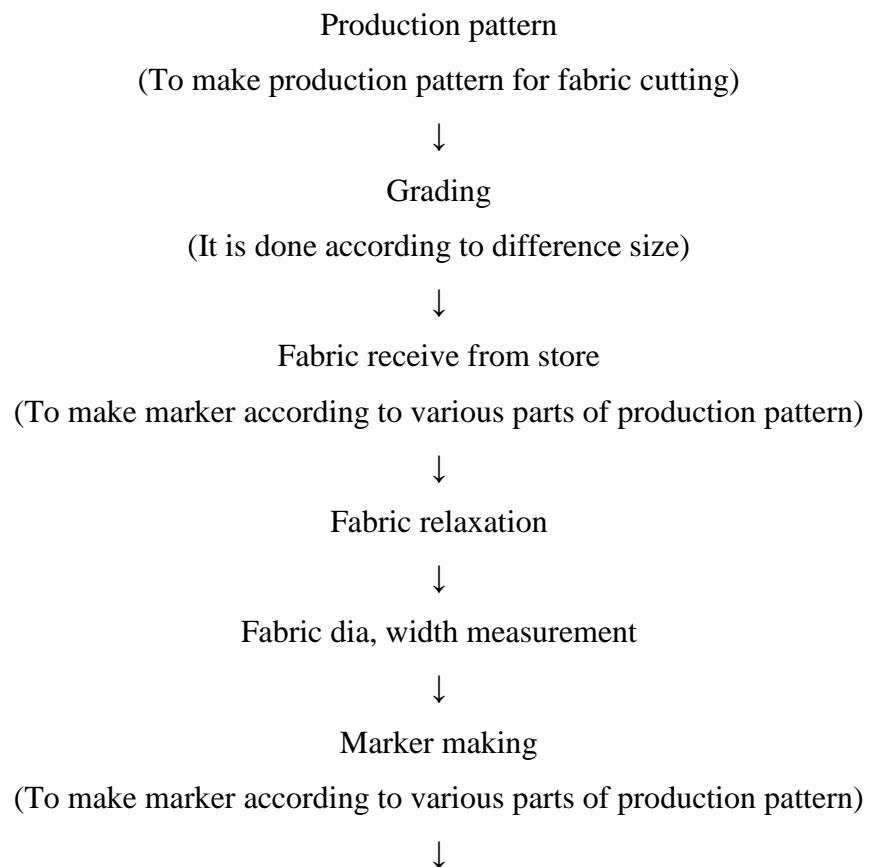 Production pattern
(To make production pattern for fabric cutting)
↓
Grading
(It is done according to difference size)
↓
Fabric receive from store
(To make marker according to various parts of production pattern)
↓
Fabric relaxation
↓
Fabric dia, width measurement
↓
Marker making
(To make marker according to various parts of production pattern)
↓